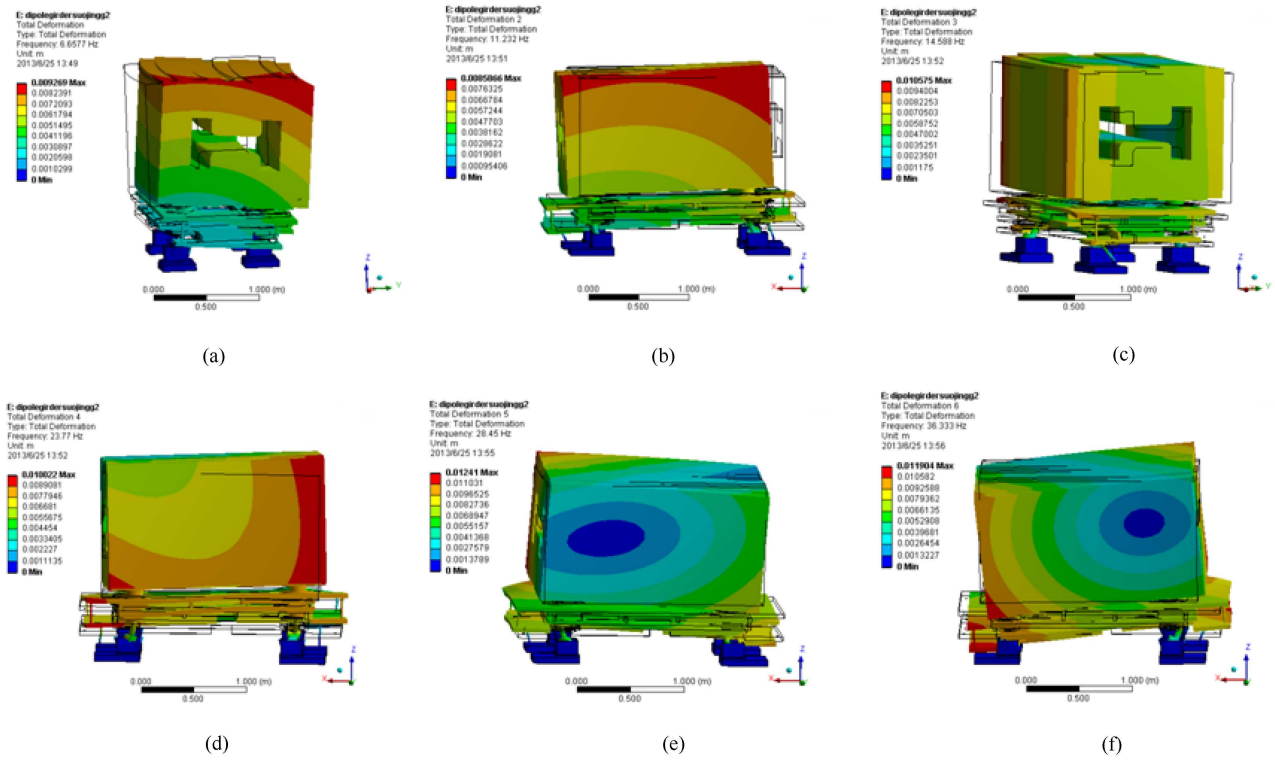 E: dipolegirdersuojingg2
Total Deformation
Type: Total Deformation
Frequency: 6.6577 Hz
Unit: m
2013/6/25 13:49
0.009269 Max
0.0082391
0.0072093
0.0061794
0.0051495
0.0041196
0.0030897
0.0020598
0.0010299
0 Min
Z
Y
0.000
1.000 (m)
0.500
(a)
E: dipolegirdersuojingg2
Total Deformation 2
Type: Total Deformation
Frequency: 11.232 Hz
Unit: m
2013/6/25 13:51
0.0085866 Max
0.0076325
0.0066784
0.0057244
0.0047703
0.0038162
0.0028622
0.0019081
0.00095406
0 Min
Z
X
0.000
1.000 (m)
0.500
(b)
E: dipolegirdersuojingg2
Total Deformation 3
Type: Total Deformation
Frequency: 14.588 Hz
Unit: m
2013/6/25 13:52
0.010575 Max
0.0094004
0.0082253
0.0070503
0.0058752
0.0047002
0.0035251
0.0023501
0.001175
0 Min
Z
Y
0.000
1.000 (m)
0.500
(c)
E: dipolegirdersuojingg2
Total Deformation 4
Type: Total Deformation
Frequency: 23.77 Hz
Unit: m
2013/6/25 13:52
0.010022 Max
0.0089081
0.0077946
0.006681
0.0055675
0.004454
0.0033405
0.002227
0.0011135
0 Min
Z
X
0.000
1.000 (m)
0.500
(d)
E: dipolegirdersuojingg2
Total Deformation 5
Type: Total Deformation
Frequency: 28.45 Hz
Unit: m
2013/6/25 13:55
0.01241 Max
0.011031
0.0096525
0.0082736
0.0068947
0.0055157
0.0041368
0.0027579
0.0013789
0 Min
Z
X
0.000
1.000 (m)
0.500
(e)
E: dipolegirdersuojingg2
Total Deformation 6
Type: Total Deformation
Frequency: 36.333 Hz
Unit: m
2013/6/25 13:56
0.011904 Max
0.010582
0.0092588
0.0079362
0.0066135
0.0052908
0.0039681
0.0026454
0.0013227
0 Min
Z
X
0.000
1.000 (m)
0.500
(f)